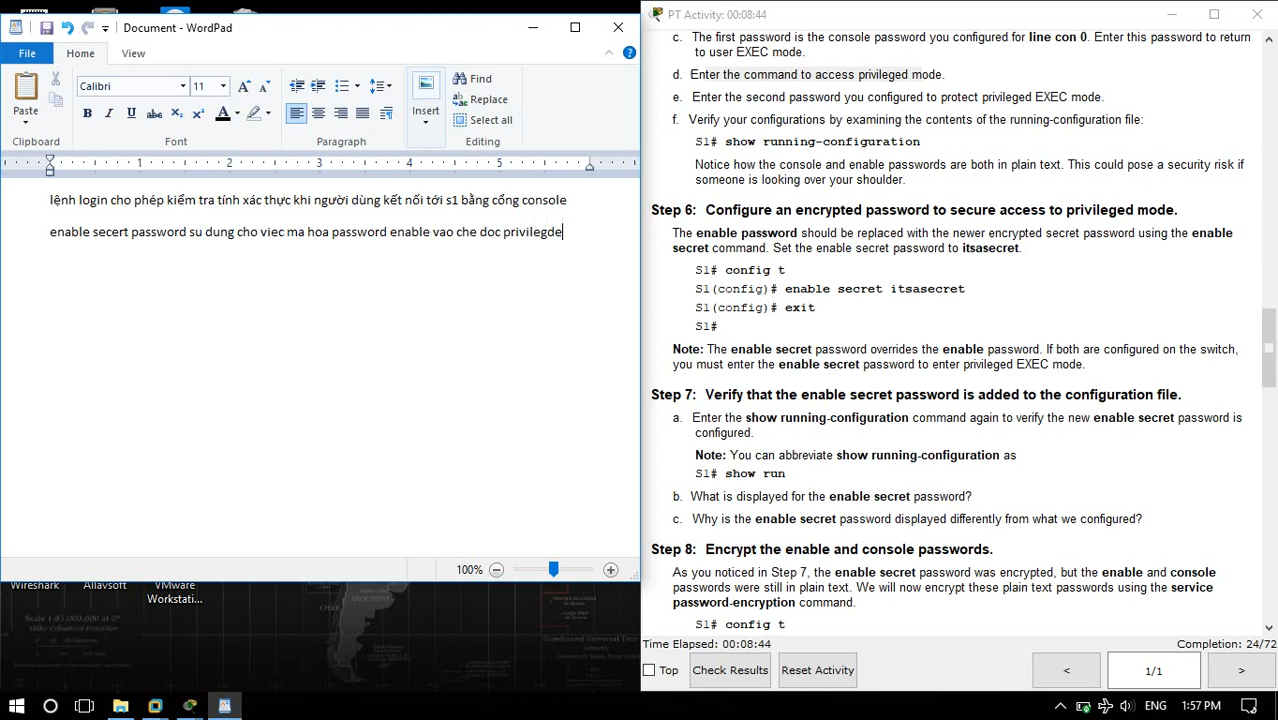 Document - WordPad
File
Home
View
Paste
Clipboard
Calibri
11
Font
Paragraph
Insert
Find
Replace
Select all
Editing
1
2
3
4
5
lệnh login cho phép kiểm tra tính xác thực khi người dùng kết nối tới s1 bằng cổng console
enable secert password su dung cho viec ma hoa password enable vao che doc privilegde
100%
Wireshark
Allavsoft
VMware
Workstati...
Scale 1:85,000,000 at 0°
Miller Cylindrical Projection
PT Activity: 00:08:44
c. The first password is the console password you configured for line con 0. Enter this password to return
to user EXEC mode.
d. Enter the command to access privileged mode.
e. Enter the second password you configured to protect privileged EXEC mode.
f. Verify your configurations by examining the contents of the running-configuration file:
S1# show running-configuration
Notice how the console and enable passwords are both in plain text. This could pose a security risk if
someone is looking over your shoulder.
Step 6: Configure an encrypted password to secure access to privileged mode.
The enable password should be replaced with the newer encrypted secret password using the enable
secret command. Set the enable secret password to itsasecret.
S1# config t
S1(config)# enable secret itsasecret
S1(config)# exit
S1#
Note: The enable secret password overrides the enable password. If both are configured on the switch,
you must enter the enable secret password to enter privileged EXEC mode.
Step 7: Verify that the enable secret password is added to the configuration file.
a. Enter the show running-configuration command again to verify the new enable secret password is
configured.
Note: You can abbreviate show running-configuration as
S1# show run
b. What is displayed for the enable secret password?
c. Why is the enable secret password displayed differently from what we configured?
Step 8: Encrypt the enable and console passwords.
As you noticed in Step 7, the enable secret password was encrypted, but the enable and console
passwords were still in plain text. We will now encrypt these plain text passwords using the service
password-encryption command.
S1# config t
Time Elapsed: 00:08:44
Completion: 24/72
Top
Check Results
Reset Activity
<
1/1
>
ENG
1:57 PM